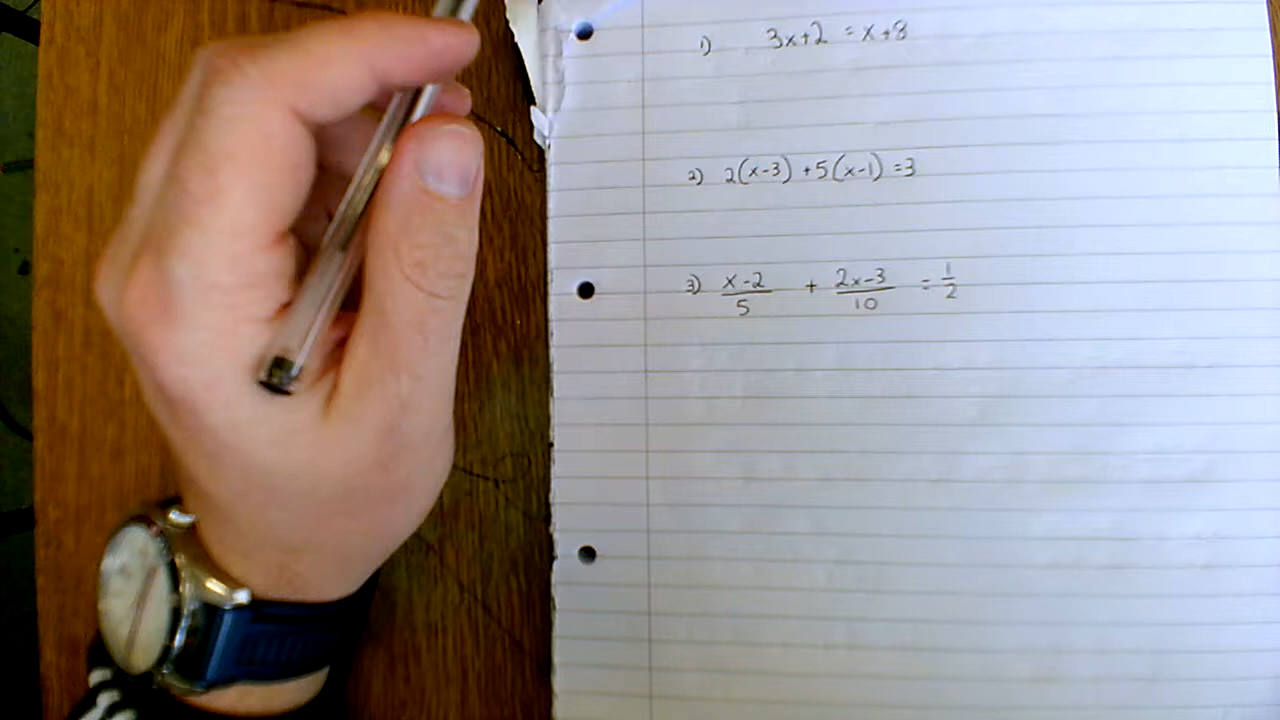 1) 3x+2 = x+8
2) 2(x-3) +5(x-1) =3
3) x-2/5 + 2x-3/10 = 1/2